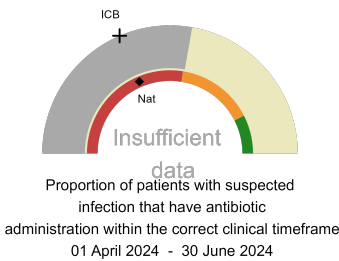 ICB
Nat
Insufficient
data
Proportion of patients with suspected
infection that have antibiotic
administration within the correct clinical timeframe
01 April 2024 - 30 June 2024